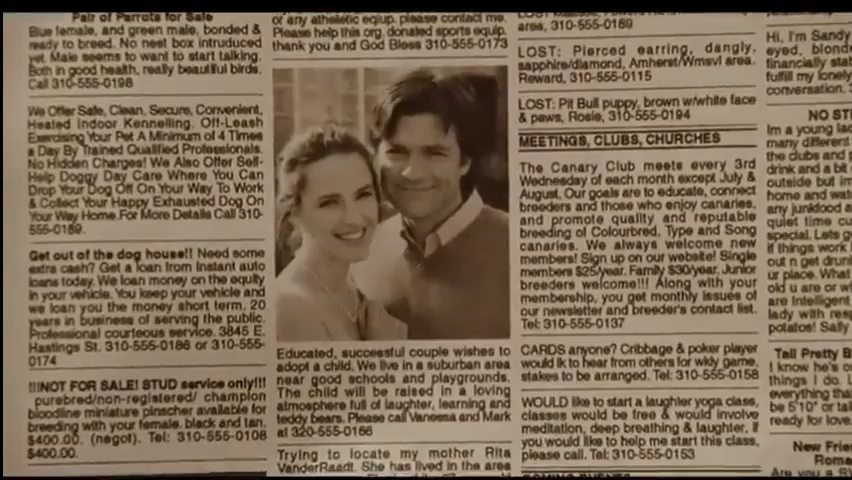 Pair of Parrots for Sale
Blue female, and green male, bonded &
ready to breed. No nest box intruduced
yet. Male seems to want to start talking.
Both in good health, really beautiful birds.
Call 310-555-0198
We Offer Safe, Clean, Secure, Convenient,
Heated Indoor Kennelling. Off-Leash
Exercising Your Pet A Minimum of 4 Times
a Day By Trained Qualified Professionals.
No Hidden Charges! We Also Offer Self-
Help Doggy Day Care Where You Can
Drop Your Dog Off On Your Way To Work
& Collect Your Happy Exhausted Dog On
Your Way Home. For More Details Call 310-
555-0189.
Get out of the dog house!! Need some
extra cash? Get a loan from Instant auto
loans today. We loan money on the equity
in your vehicle. You keep your vehicle and
we loan you the money short term. 20
years in business of serving the public.
Professional courteous service. 3845 E.
Hastings St. 310-555-0186 or 310-555-
0174
!!!NOT FOR SALE! STUD service only!!!
purebred/non-registered/ champion
bloodline miniature pinscher available for
breeding with your female. black and tan.
$400.00. (negot). Tel: 310-555-0108
$400.00.
or any atheletic eqiup. please contact me.
Please help this org. donated sports equip.
thank you and God Bless 310-555-0173
Educated, successful couple wishes to
adopt a child. We live in a suburban area
near good schools and playgrounds.
The child will be raised in a loving
atmosphere full of laughter, learning and
teddy bears. Please call Vanessa and Mark
at 320-555-0166
Trying to locate my mother Rita
VanderRaadt. She has lived in the area
area, 310-555-0169
LOST: Pierced earring, dangly,
sapphire/diamond, Amherst/Wmsvl area.
Reward, 310-555-0115
LOST: Pit Bull puppy, brown w/white face
& paws, Rosie, 310-555-0194
MEETINGS, CLUBS, CHURCHES
The Canary Club meets every 3rd
Wednesday of each month except July &
August. Our goals are to educate, connect
breeders and those who enjoy canaries,
and promote quality and reputable
breeding of Colourbred, Type and Song
canaries. We always welcome new
members! Sign up on our website! Single
members $25/year. Family $30/year, Junior
breeders welcome!!! Along with your
membership, you get monthly issues of
our newsletter and breeder's contact list.
Tel: 310-555-0137
CARDS anyone? Cribbage & poker player
would lk to hear from others for wkly game,
stakes to be arranged. Tel: 310-555-0158
WOULD like to start a laughter yoga class,
classes would be free & would involve
meditation, deep breathing & laughter, if
you would like to help me start this class,
please call. Tel: 310-555-0153
COMING EVENTS
Hi, I'm Sandy
eyed, blond
financially stab
fulfill my lonely
conversation.
NO ST
Im a young lad
many different
the clubs and p
drink and a bit
outside but im
home and wat
any junkfood a
quiet time cu
special. Lets g
if things work
out n get drunk
ur place. What
old u are or w
are Intelligent
lady with resp
potatos! Sally
Tall Pretty B
I know he's o
things I do. L
everything tha
be 5'10" or tal
ready for love.
New Frie
Roma
Are you a S